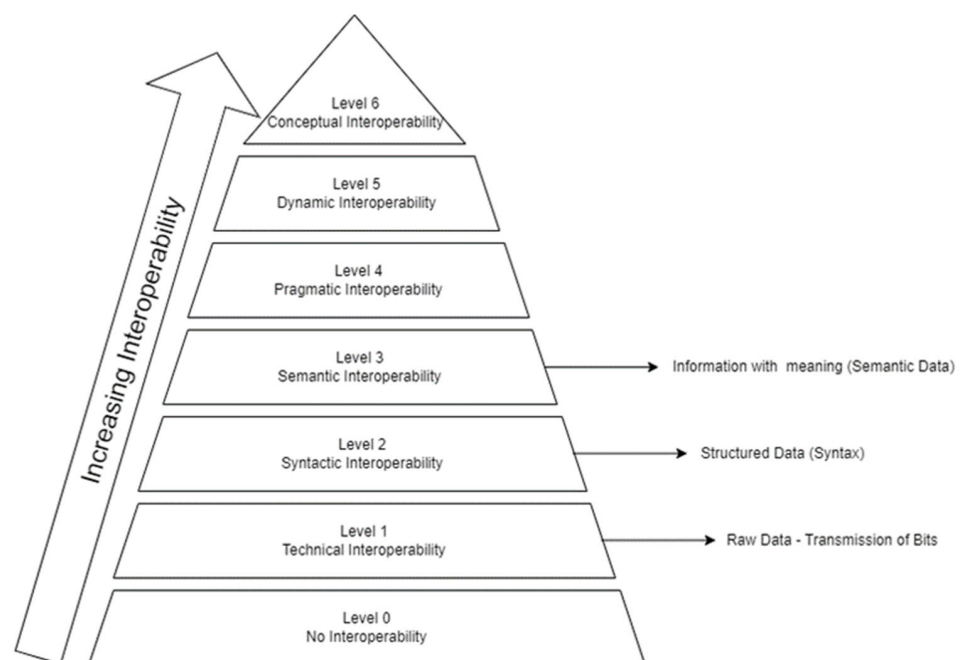 Level 6
Conceptual Interoperability
Level 5
Dynamic Interoperability
Level 4
Pragmatic Interoperability
Level 3
Semantic Interoperability
Information with meaning (Semantic Data)
Level 2
Syntactic Interoperability
Structured Data (Syntax)
Level 1
Technical Interoperability
Raw Data - Transmission of Bits
Level 0
No Interoperability
Increasing Interoperability